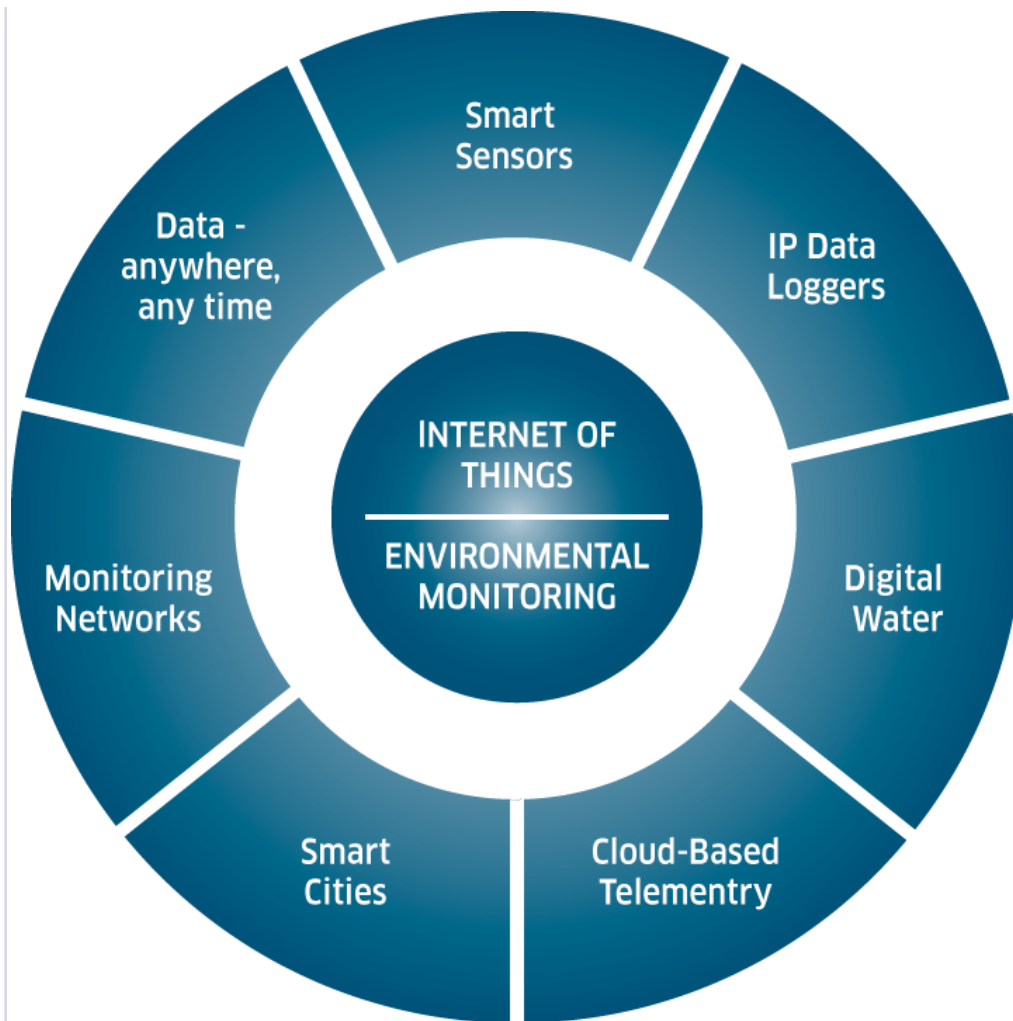 Smart
Sensors
IP Data
Loggers
Digital
Water
Cloud-Based
Telementry
Smart
Cities
Monitoring
Networks
Data -
anywhere,
any time
INTERNET OF
THINGS
ENVIRONMENTAL
MONITORING